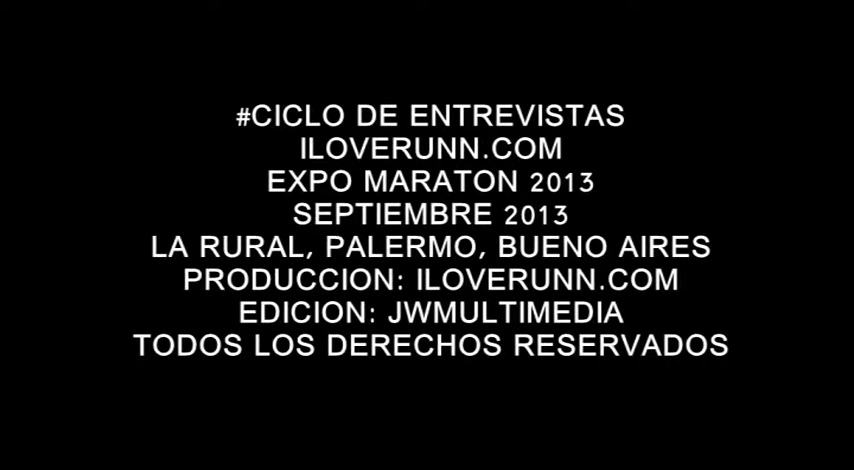 #CICLO DE ENTREVISTAS
ILOVERUNN.COM
EXPO MARATON 2013
SEPTIEMBRE 2013
LA RURAL, PALERMO, BUENO AIRES
PRODUCCION: ILOVERUNN.COM
EDICION: JWMULTIMEDIA
TODOS LOS DERECHOS RESERVADOS